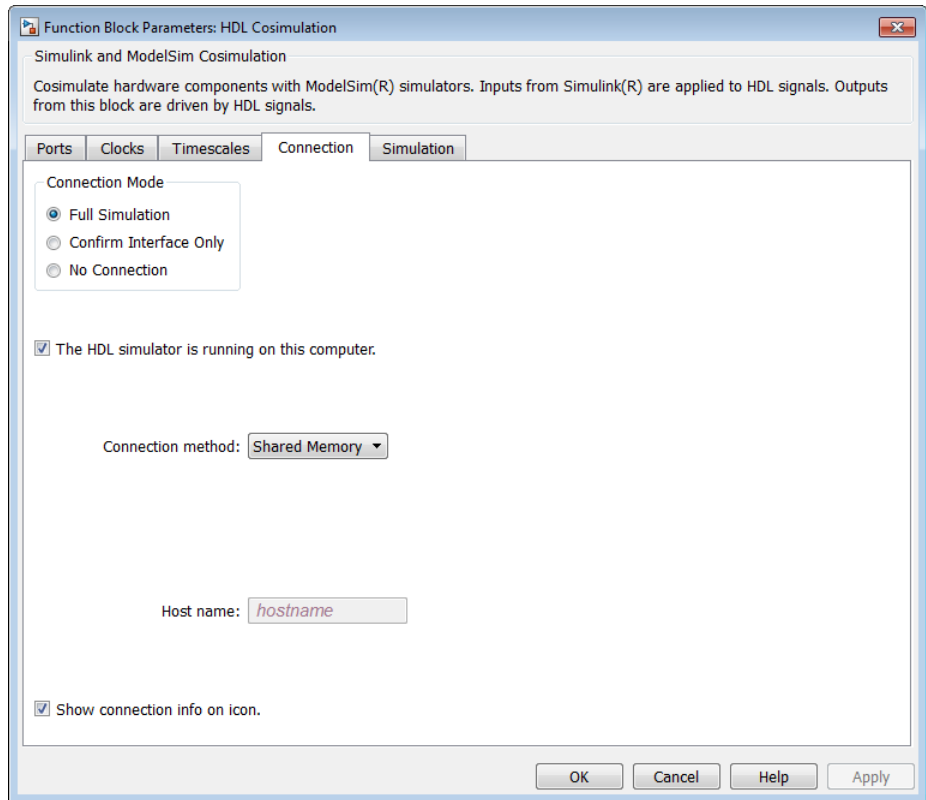 Function Block Parameters: HDL Cosimulation
Simulink and ModelSim Cosimulation
Cosimulate hardware components with ModelSim(R) simulators. Inputs from Simulink(R) are applied to HDL signals. Outputs
from this block are driven by HDL signals.
Ports Clocks Timescales Connection Simulation
Connection Mode
Full Simulation
Confirm Interface Only
No Connection
The HDL simulator is running on this computer.
Connection method: Shared Memory
Host name: hostname
Show connection info on icon.
OK Cancel Help Apply